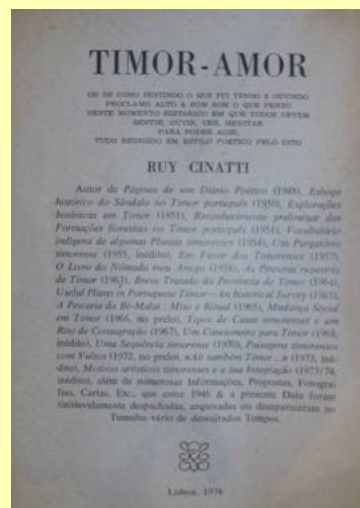 TIMOR-AMOR
OU DE COMO SENTINDO O QUE FUI VENDO E OUVINDO
PROCLAMO ALTO & BOM SOM O QUE PENSO
NESTE MOMENTO HISTÓRICO EM QUE TODOS DEVEM
SENTIR, OUVIR, VER, MEDITAR
PARA PODER AGIR,
TUDO REDIGIDO EM ESTILO POÉTICO PELO DITO
RUY CINATTI
Autor de Páginas de um Diário Poético (1948), Esboço
histórico do Sândalo no Timor português (1950), Explorações
botânicas em Timor (1951), Reconhecimento preliminar das
Formações florestais no Timor português (1951), Vocabulário
indígena de algumas Plantas timorenses (1954), Um Purgatório
timorense (1955, inédito), Em Favor dos Timorenses (1957),
O Livro do Nómada meu Amigo (1958), As Pinturas rupestres
de Timor (1963), Breve Tratado da Província de Timor (1964),
Useful Plants in Portuguese Timor—An historical Survey (1965),
A Pescaria da Bé-Malai : Mito e Ritual (1965), Mudança Social
em Timor (1966, no prelo), Tipos de Casas timorenses e um
Rito de Consagração (1967), Um Cancioneiro para Timor (1968,
inédito), Uma Sequência timorense (1970), Paisagens timorenses
com Vultos (1972, no prelo), «Ali também Timor...» (1973, iné-
dito), Motivos artísticos timorenses e a sua Integração (1973/74,
inédito), além de numerosas Informações, Propostas, Fotogra-
fias, Cartas, Etc., que entre 1946 & a presente Data foram
(in)devidamente despachadas, arquivadas ou desapareceram no
Tumulto vário de desvairados Tempos.
Lisboa, 1974